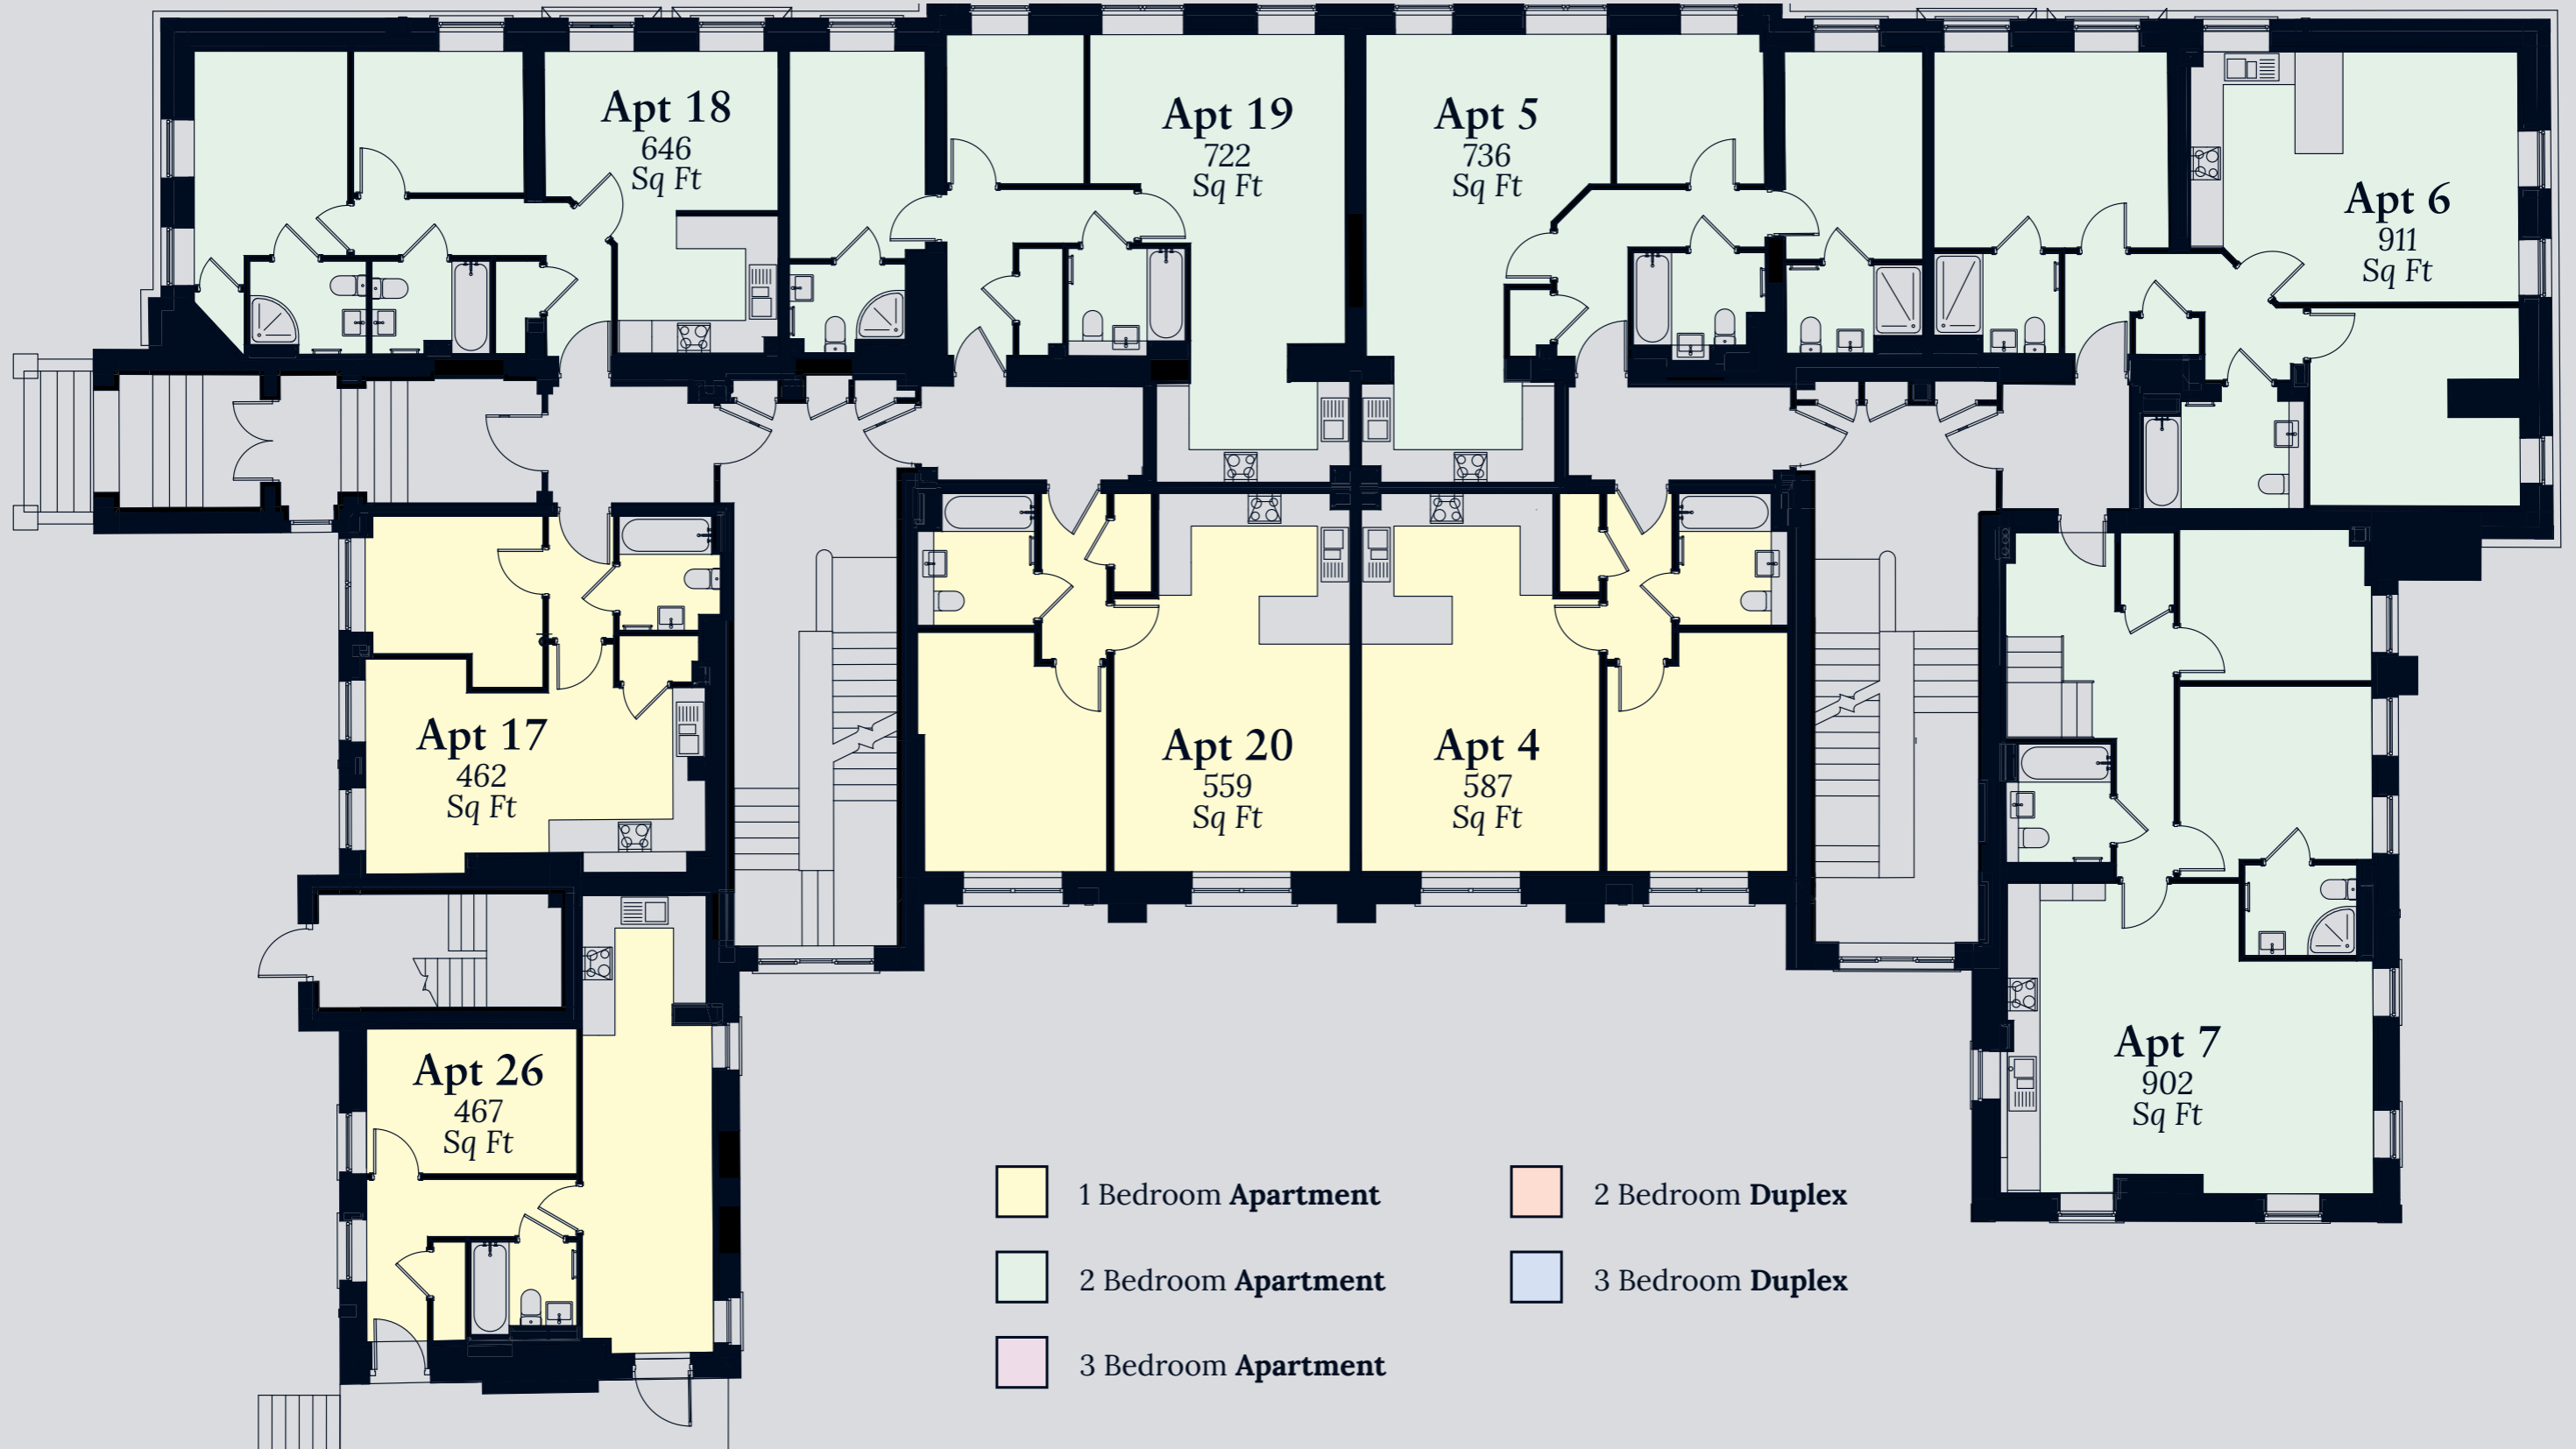 Apt 18
646
Sq Ft
Apt 19
722
Sq Ft
Apt 5
736
Sq Ft
Apt 6
911
Sq Ft
Apt 17
462
Sq Ft
Apt 20
559
Sq Ft
Apt 4
587
Sq Ft
Apt 26
467
Sq Ft
Apt 7
902
Sq Ft
1 Bedroom Apartment
2 Bedroom Apartment
3 Bedroom Apartment
2 Bedroom Duplex
3 Bedroom Duplex